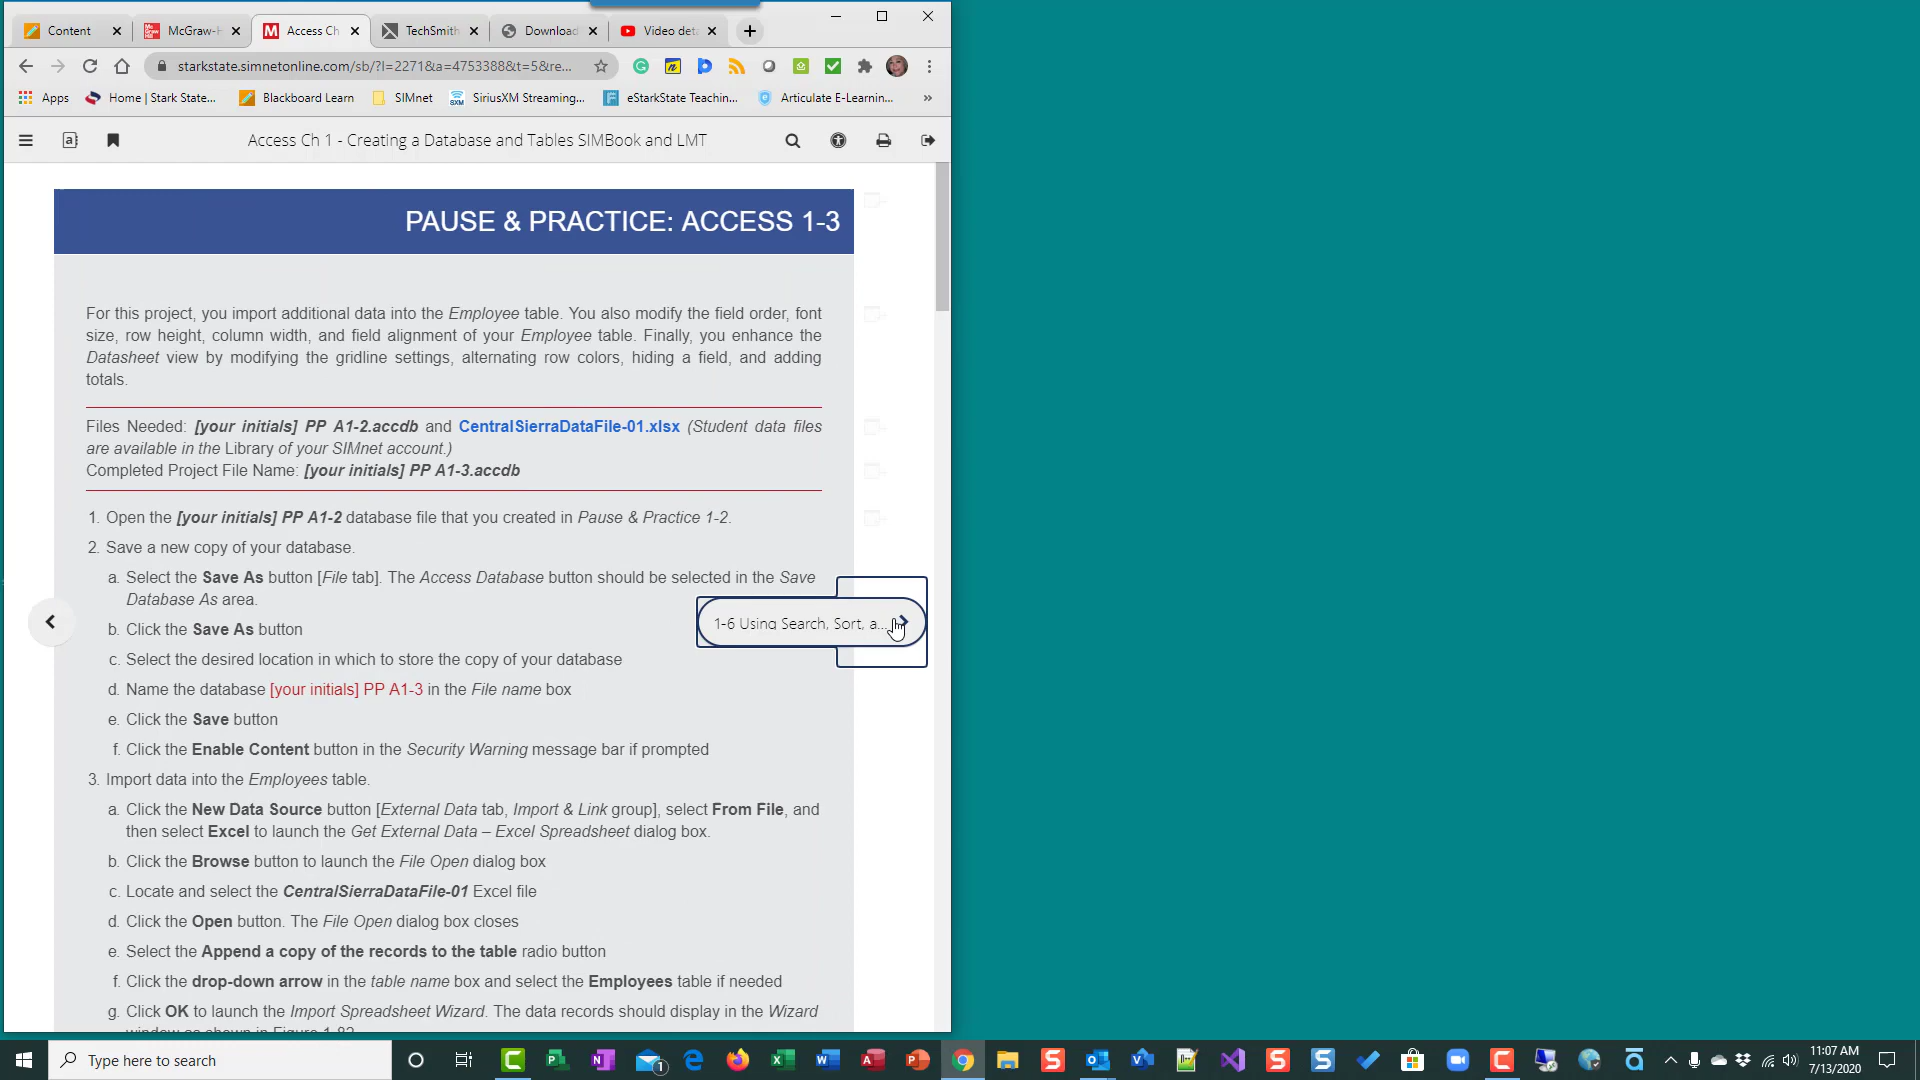 Content
McGraw-H
Access Ch
TechSmith
Download
Video deta
starkstate.simnetonline.com/sb/?l=2271&a=4753388&t=5&re...
Apps
Home | Stark State...
Blackboard Learn
SIMnet
SiriusXM Streaming...
eStarkState Teachin...
Articulate E-Learnin...
»
Access Ch 1 - Creating a Database and Tables SIMBook and LMT
PAUSE & PRACTICE: ACCESS 1-3
For this project, you import additional data into the Employee table. You also modify the field order, font
size, row height, column width, and field alignment of your Employee table. Finally, you enhance the
Datasheet view by modifying the gridline settings, alternating row colors, hiding a field, and adding
totals.
Files Needed: [your initials] PP A1-2.accdb and CentralSierraDataFile-01.xlsx (Student data files
are available in the Library of your SIMnet account.)
Completed Project File Name: [your initials] PP A1-3.accdb
1. Open the [your initials] PP A1-2 database file that you created in Pause & Practice 1-2.
2. Save a new copy of your database.
a. Select the Save As button [File tab]. The Access Database button should be selected in the Save
Database As area.
b. Click the Save As button
1-6 Using Search, Sort, a...
c. Select the desired location in which to store the copy of your database
d. Name the database [your initials] PP A1-3 in the File name box
e. Click the Save button
f. Click the Enable Content button in the Security Warning message bar if prompted
3. Import data into the Employees table.
a. Click the New Data Source button [External Data tab, Import & Link group], select From File, and
then select Excel to launch the Get External Data – Excel Spreadsheet dialog box.
b. Click the Browse button to launch the File Open dialog box
c. Locate and select the CentralSierraDataFile-01 Excel file
d. Click the Open button. The File Open dialog box closes
e. Select the Append a copy of the records to the table radio button
f. Click the drop-down arrow in the table name box and select the Employees table if needed
g. Click OK to launch the Import Spreadsheet Wizard. The data records should display in the Wizard
window as shown in Figure 1-82
Type here to search
11:07 AM
7/13/2020